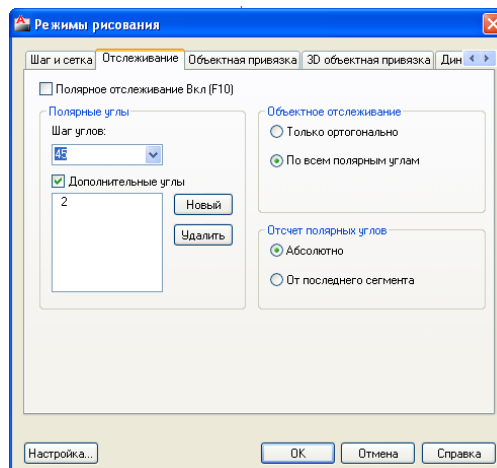 Режимы рисования
Шаг и сетка
Отслеживание
Объектная привязка
3D объектная привязка
Дин
Полярное отслеживание Вкл (F10)
Полярные углы
Шаг углов:
45
Дополнительные углы
2
Новый
Удалить
Объектное отслеживание
Только ортогонально
По всем полярным углам
Отсчет полярных углов
Абсолютно
От последнего сегмента
Настройка...
OK
Отмена
Справка